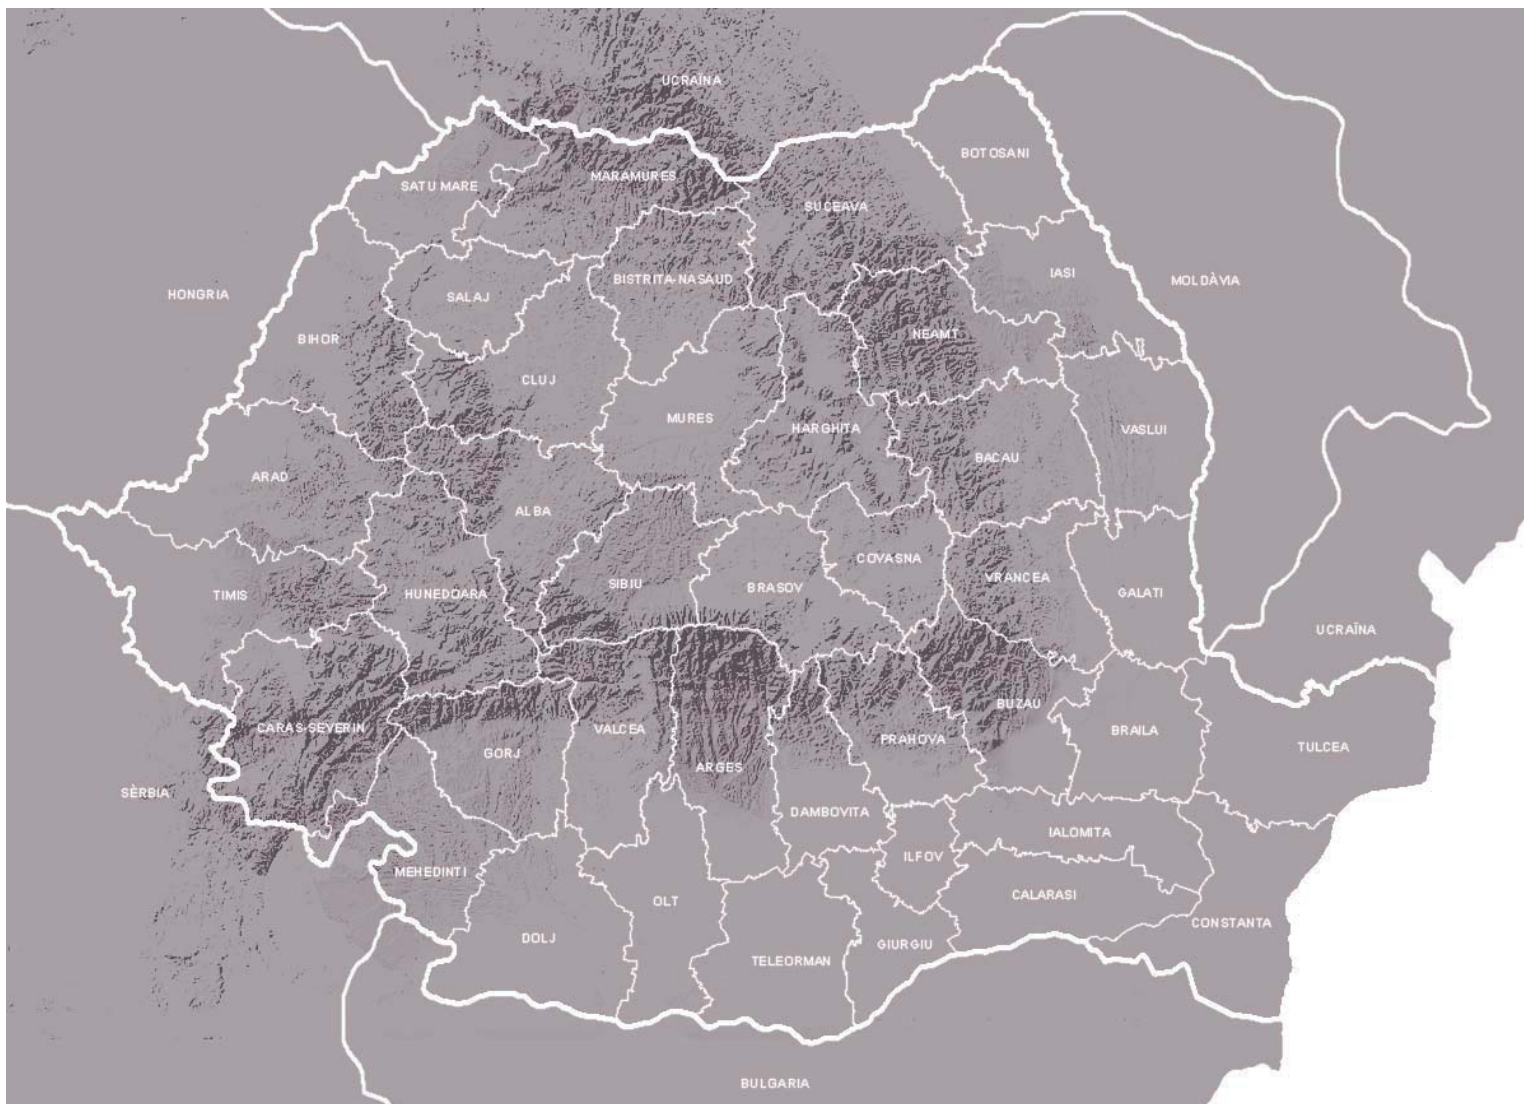 UCRAÏNA
BOTOSANI
SATU MARE
MARAMURES
SUCEAVA
IASI
MOLDÀVIA
BISTRITA-NASAUD
HONGRIA
SALAJ
NEAMT
BIHOR
CLUJ
MURES
HARGHITA
VASLUI
BACAU
ARAD
ALBA
COVASNA
VRANCEA
SIBIU
BRASOV
TIMIS
HUNEDOARA
GALATI
UCRAÏNA
CARAS-SEVERIN
VALCEA
BUZAU
BRAILA
PRAHOVA
TULCEA
GORJ
ARGES
SÈRBIA
DAMBOVITA
IALOMITA
ILFOV
MEHEDINTI
CALARASI
OLT
CONSTANTA
DOLJ
GIURGIU
TELEORMAN
BULGARIA